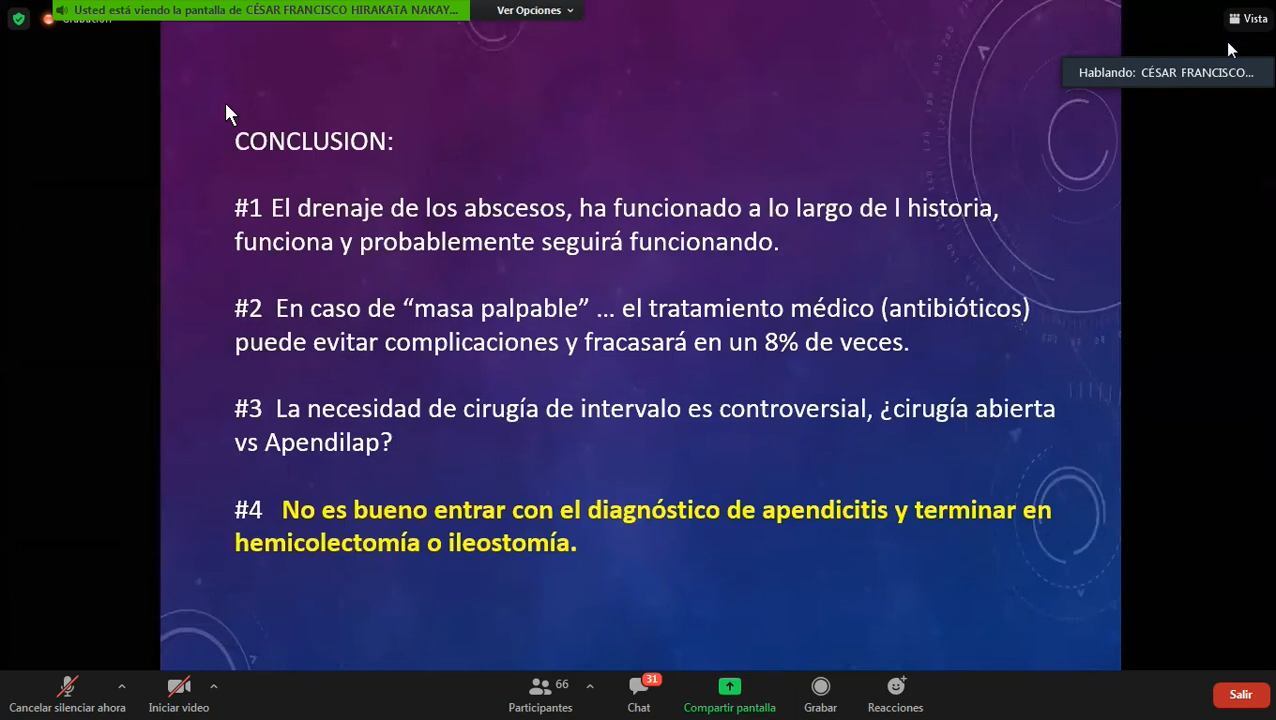 Usted está viendo la pantalla de CÉSAR FRANCISCO HIRAKATA NAKAY...
Ver Opciones
Grabación
Vista
Hablando: CÉSAR FRANCISCO...
CONCLUSION:
#1 El drenaje de los abscesos, ha funcionado a lo largo de l historia,
funciona y probablemente seguirá funcionando.
#2 En caso de “masa palpable” ... el tratamiento médico (antibióticos)
puede evitar complicaciones y fracasará en un 8% de veces.
#3 La necesidad de cirugía de intervalo es controversial, ¿cirugía abierta
vs Apendilap?
#4 No es bueno entrar con el diagnóstico de apendicitis y terminar en
hemicolectomía o ileostomía.
Cancelar silenciar ahora
Iniciar video
66
Participantes
31
Chat
Compartir pantalla
Grabar
Reacciones
Salir